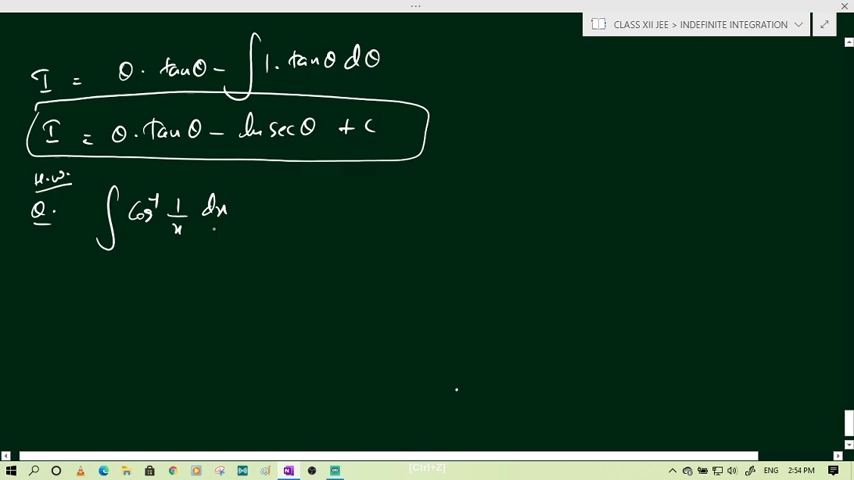 CLASS XII JEE > INDEFINITE INTEGRATION
I = θ · tanθ - ∫ 1 · tanθ dθ
I = θ · tanθ - ln secθ + c
H.W.
Q. ∫ Cos⁻¹ 1/x dx
[Ctrl+Z]
ENG 2:54 PM